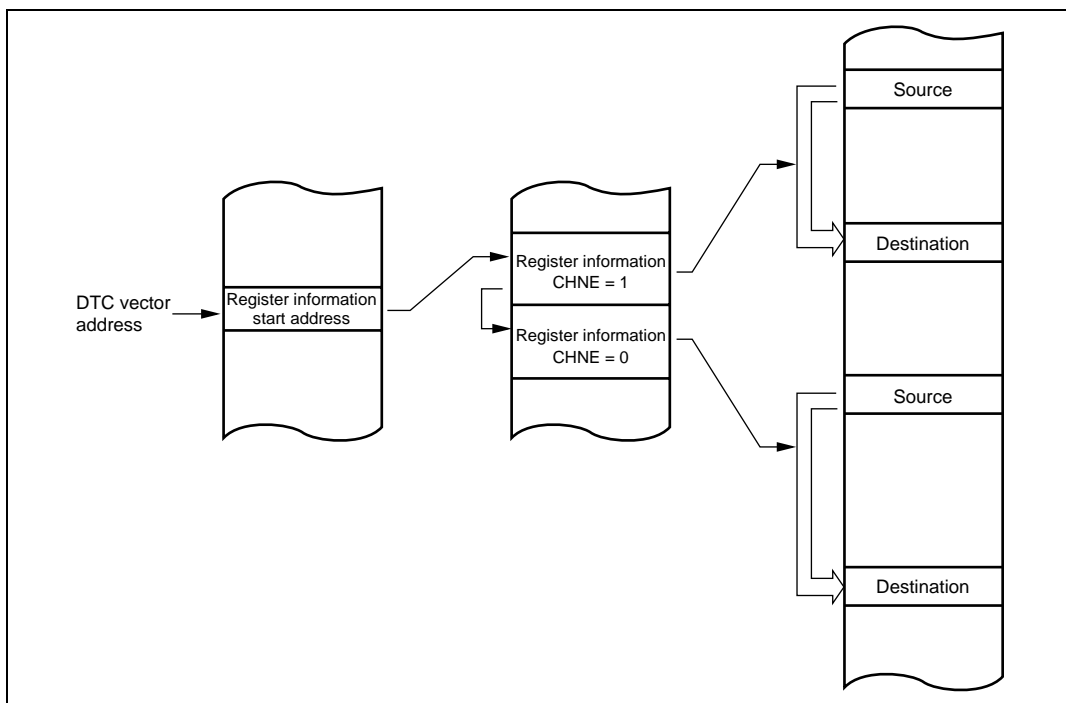 DTC vector
address
Register information
start address
Register information
CHNE = 1
Register information
CHNE = 0
Source
Destination
Source
Destination